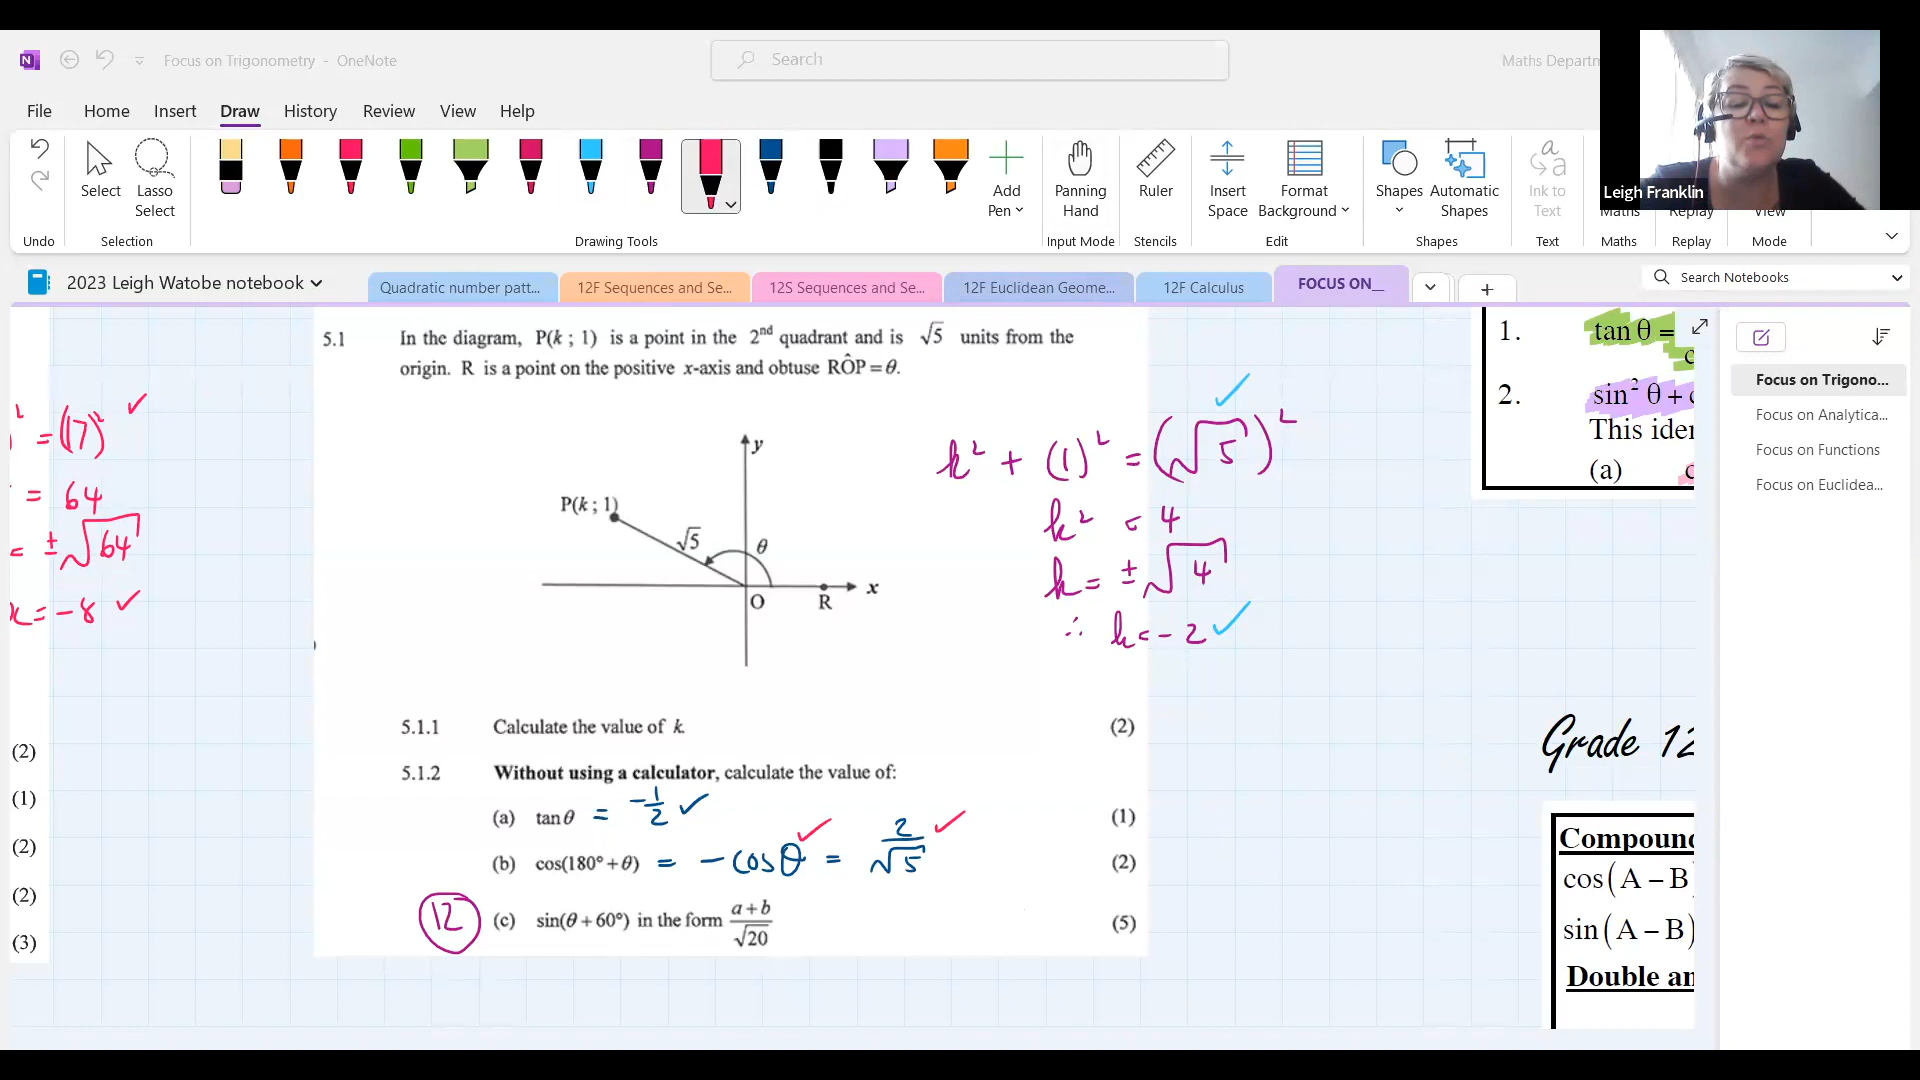 Focus on Trigonometry - OneNote
Search
Maths Departm
Leigh Franklin
File Home Insert Draw History Review View Help
Select
Lasso Select
Add Pen
Panning Hand
Ruler
Insert Space
Format Background
Shapes
Automatic Shapes
Ink to Text
Maths
Replay
View
Undo Selection Drawing Tools Input Mode Stencils Edit Shapes Text Maths Replay Mode
2023 Leigh Watobe notebook
Quadratic number patt...
12F Sequences and Se...
12S Sequences and Se...
12F Euclidean Geome...
12F Calculus
FOCUS ON__
Search Notebooks
Focus on Trigono...
Focus on Analytica...
Focus on Functions
Focus on Euclidea...
5.1 In the diagram, P(k ; 1) is a point in the 2nd quadrant and is √5 units from the
origin. R is a point on the positive x-axis and obtuse RÔP = θ.
² = (17)² ✓
= 64
= ±√64
x = -8 ✓
y
P(k ; 1)
√5
θ
x
O
R
✓
k² + (1)² = (√5)²
k² = 4
k = ±√4
∴ k = -2 ✓
5.1.1 Calculate the value of k. (2)
5.1.2 Without using a calculator, calculate the value of:
(a) tan θ = -1/2 ✓ (1)
(b) cos(180° + θ) = -cos θ ✓ = 2/√5 ✓ (2)
12 (c) sin(θ + 60°) in the form (a + b)/√20 (5)
(2)
(1)
(2)
(2)
(3)
1. tan θ =
2. sin² θ +
This
(a)
Grade 12
cos(A – B)
sin(A – B)